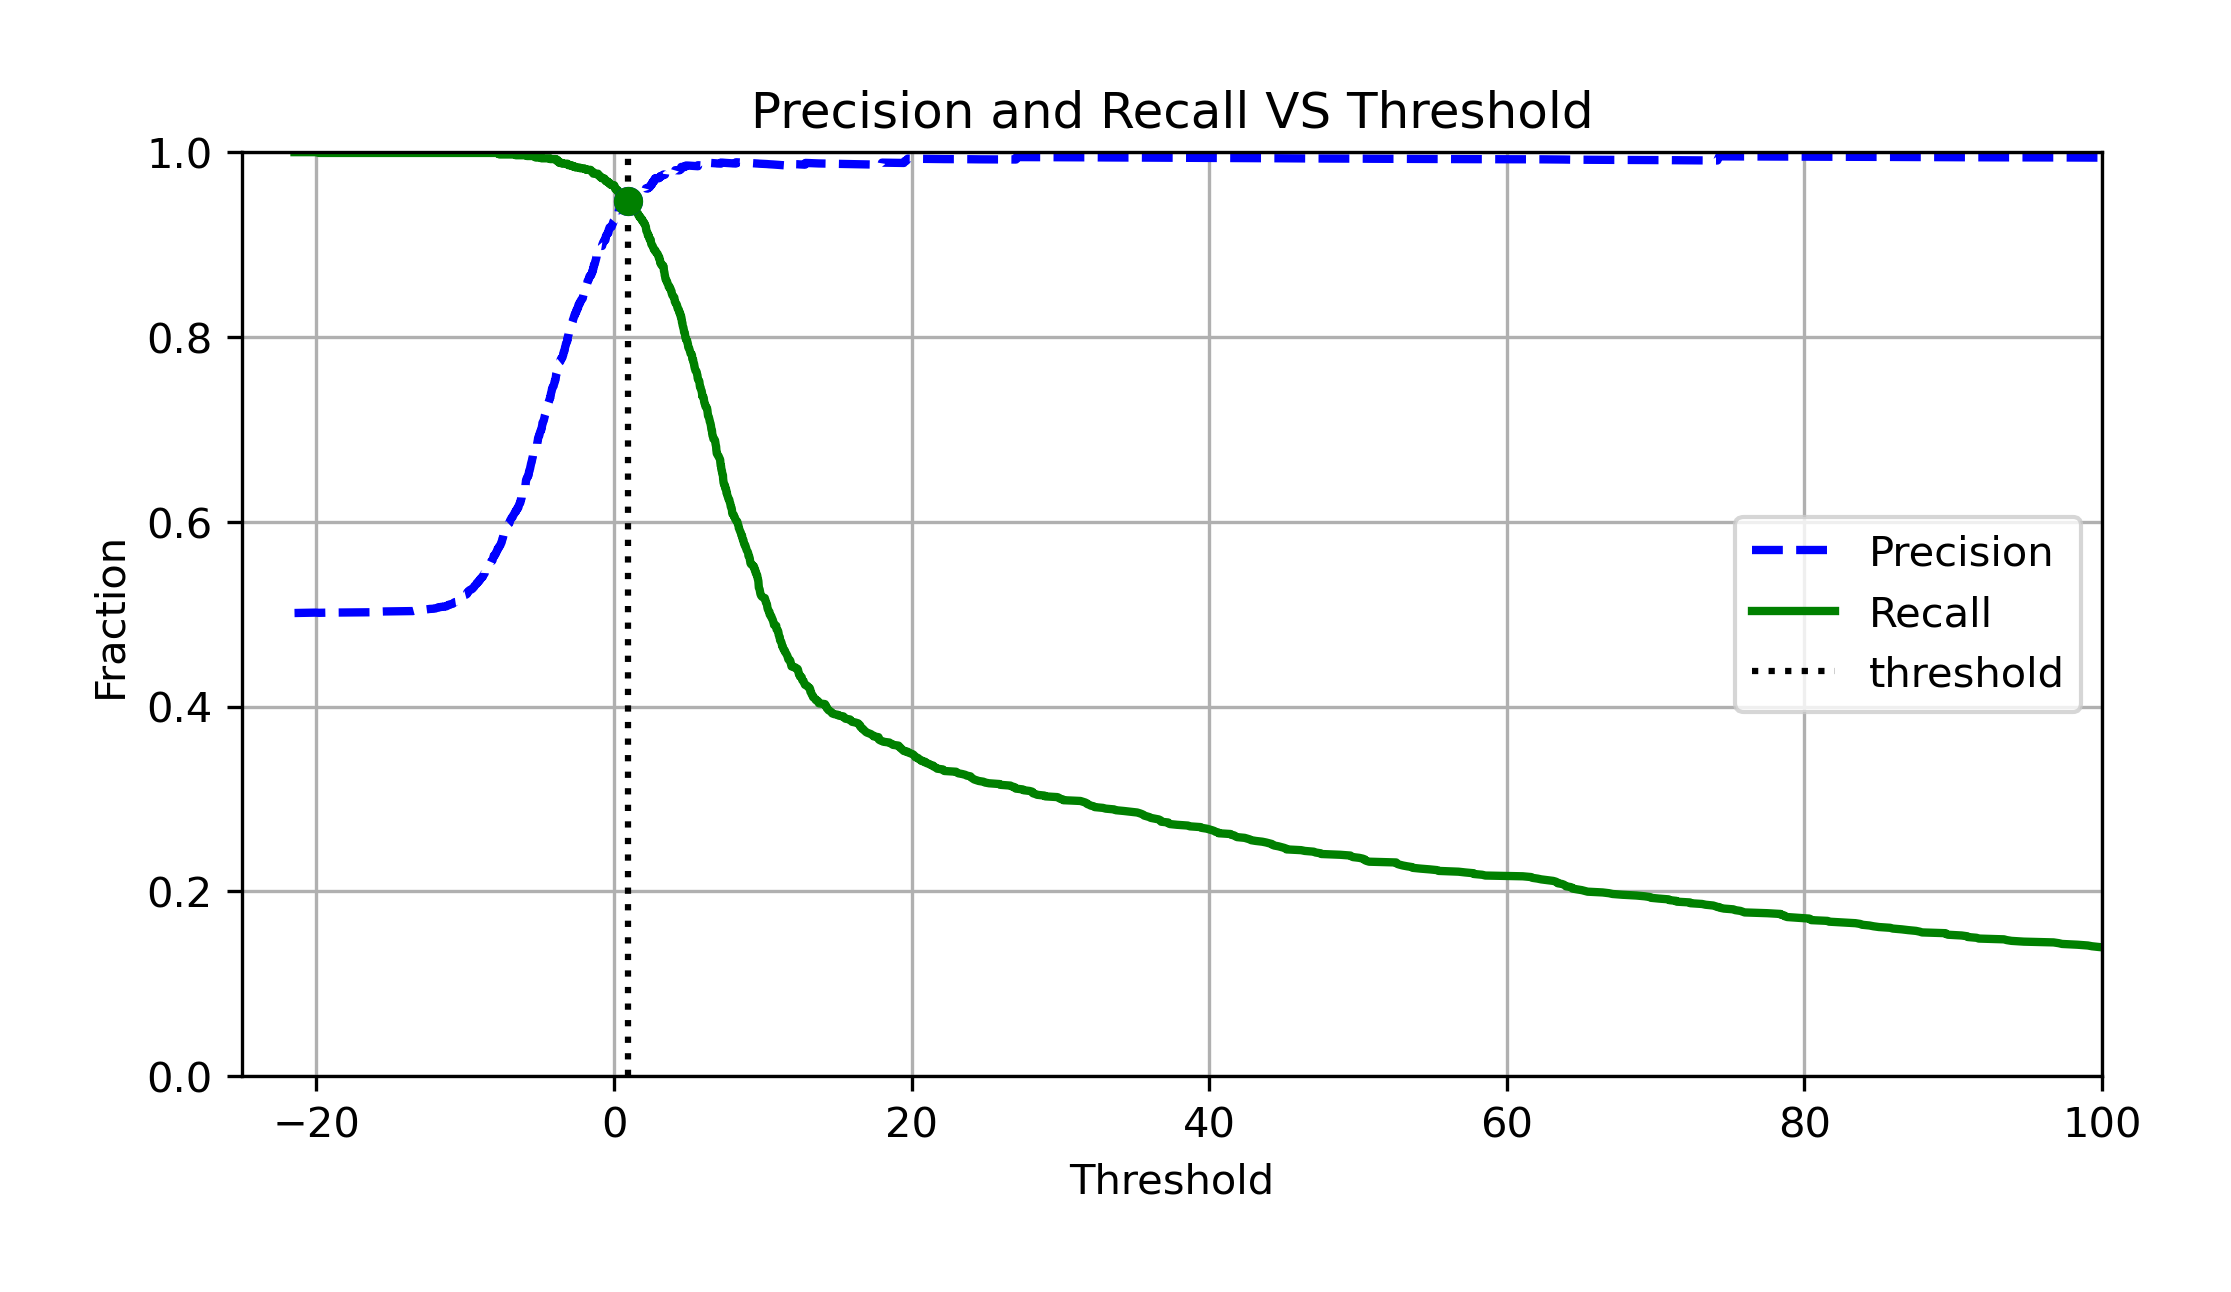 Precision and Recall VS Threshold
1.0
0.8
0.6
0.4
0.2
0.0
Fraction
Precision
Recall
threshold
−20 0 20 40 60 80 100
Threshold